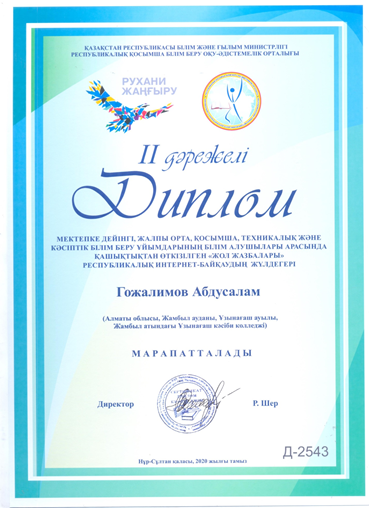 ҚАЗАҚСТАН РЕСПУБЛИКАСЫ БІЛІМ ЖӘНЕ ҒЫЛЫМ МИНИСТРЛІГІ
РЕСПУБЛИКАЛЫҚ ҚОСЫМША БІЛІМ БЕРУ ОҚУ-ӘДІСТЕМЕЛІК ОРТАЛЫҒЫ
РУХАНИ
ЖАҢҒЫРУ
II дәрежелі
Диплом
МЕКТЕПКЕ ДЕЙІНГІ, ЖАЛПЫ ОРТА, ҚОСЫМША, ТЕХНИКАЛЫҚ ЖӘНЕ
КӘСІПТІК БІЛІМ БЕРУ ҰЙЫМДАРЫНЫҢ БІЛІМ АЛУШЫЛАРЫ АРАСЫНДА
ҚАШЫҚТЫҚТАН ӨТКІЗІЛГЕН «ЖОЛ ЖАЗБАЛАРЫ»
РЕСПУБЛИКАЛЫҚ ИНТЕРНЕТ-БАЙҚАУДЫҢ ЖҮЛДЕГЕРІ
Гожалимов Абдусалам
(Алматы облысы, Жамбыл ауданы, Ұзынағаш ауылы,
Жамбыл атындағы Ұзынағаш кәсіби колледжі)
МАРАПАТТАЛАДЫ
Директор
Р. Шер
Д-2543
Нұр-Сұлтан қаласы, 2020 жылғы тамыз